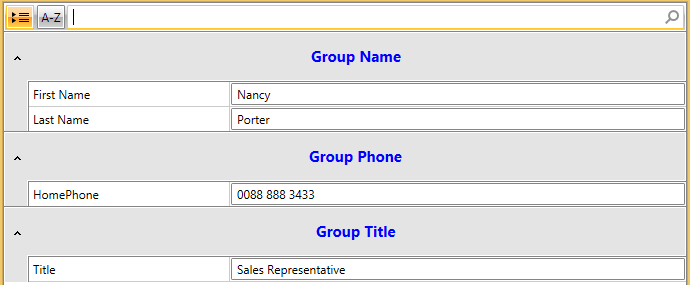 A-Z
Group Name
First Name Nancy
Last Name Porter
Group Phone
HomePhone 0088 888 3433
Group Title
Title Sales Representative